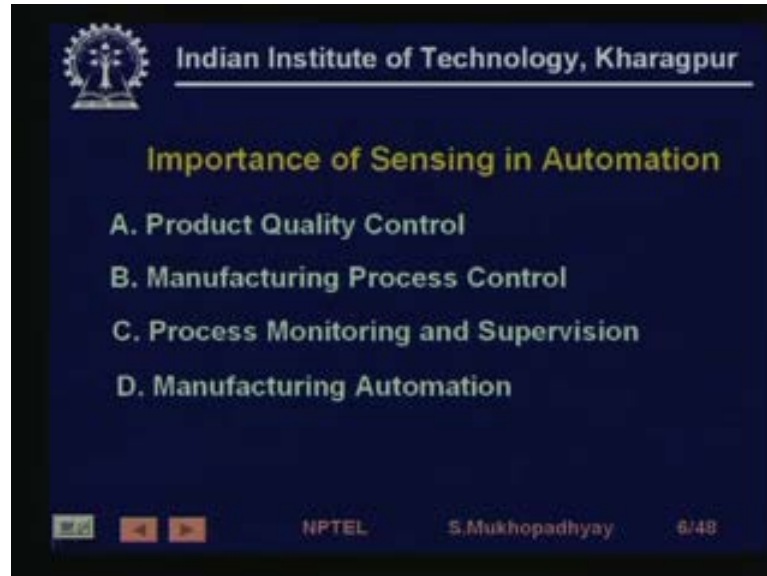 Indian Institute of Technology, Kharagpur
Importance of Sensing in Automation
A. Product Quality Control
B. Manufacturing Process Control
C. Process Monitoring and Supervision
D. Manufacturing Automation
NPTEL S.Mukhopadhyay 6/48